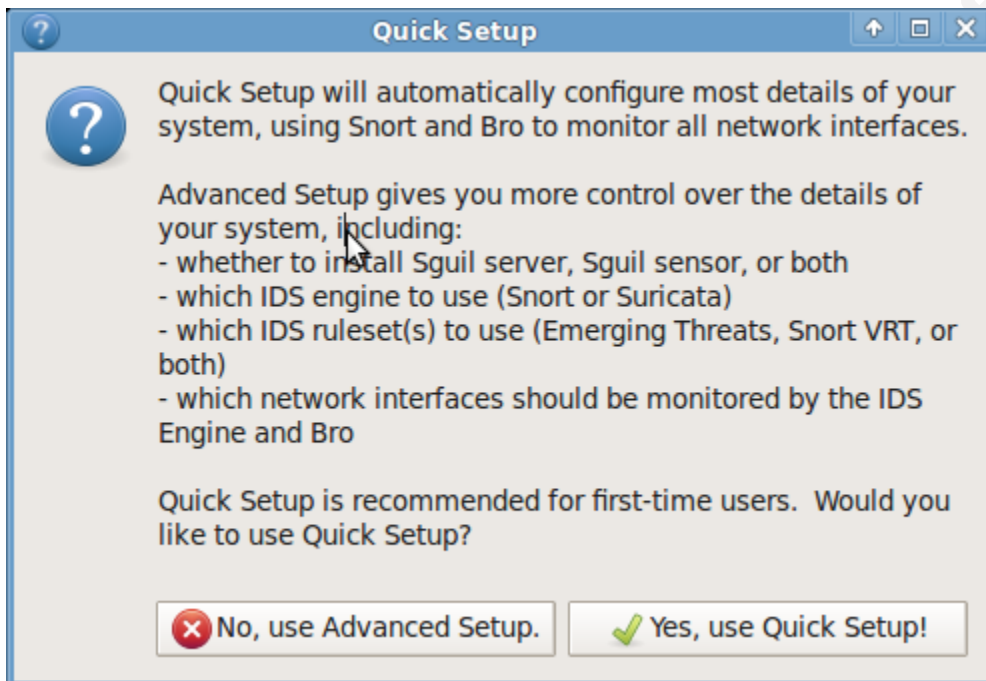 Quick Setup
Quick Setup will automatically configure most details of your
system, using Snort and Bro to monitor all network interfaces.
Advanced Setup gives you more control over the details of
your system, including:
- whether to install Sguil server, Sguil sensor, or both
- which IDS engine to use (Snort or Suricata)
- which IDS ruleset(s) to use (Emerging Threats, Snort VRT, or
both)
- which network interfaces should be monitored by the IDS
Engine and Bro
Quick Setup is recommended for first-time users.  Would you
like to use Quick Setup?
No, use Advanced Setup.
Yes, use Quick Setup!